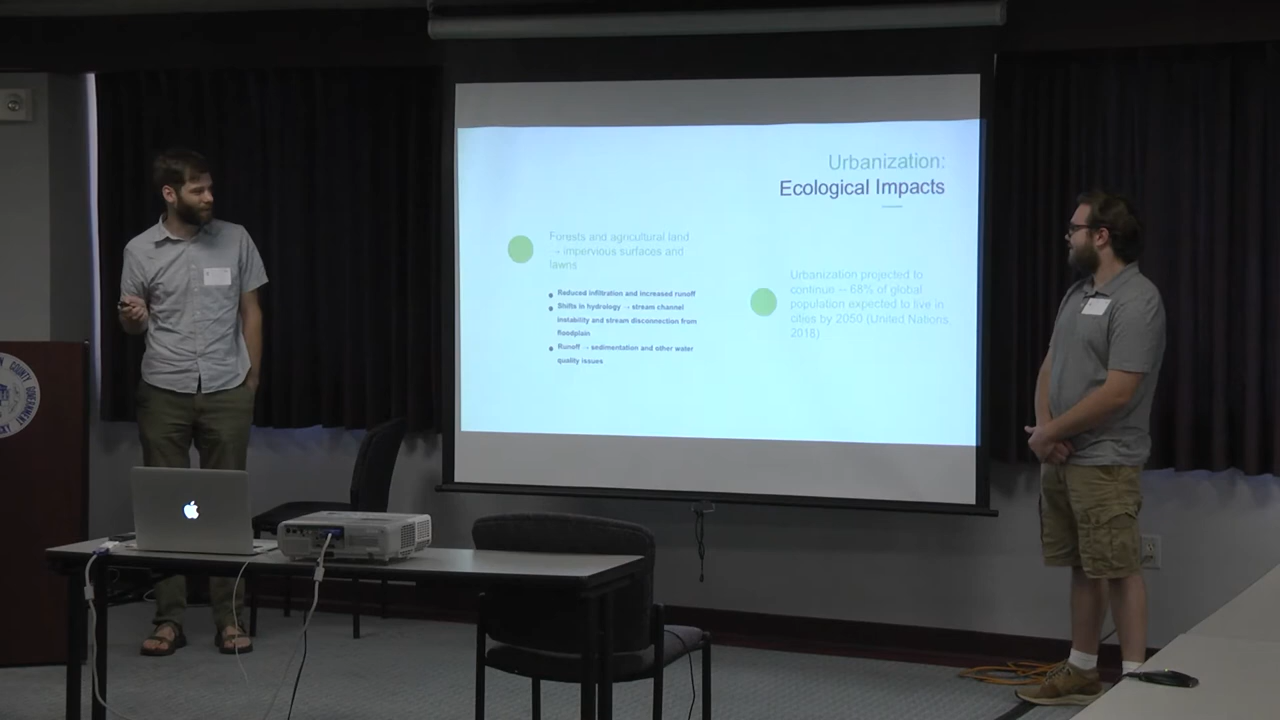 Urbanization:
Ecological Impacts
Forests and agricultural land
→ impervious surfaces and
lawns
Reduced infiltration and increased runoff
Shifts in hydrology → stream channel
instability and stream disconnection from
floodplain
Runoff → sedimentation and other water
quality issues
Urbanization projected to
continue – 68% of global
population expected to live in
cities by 2050 (United Nations
2018)
COUNTY GOVERNMENT